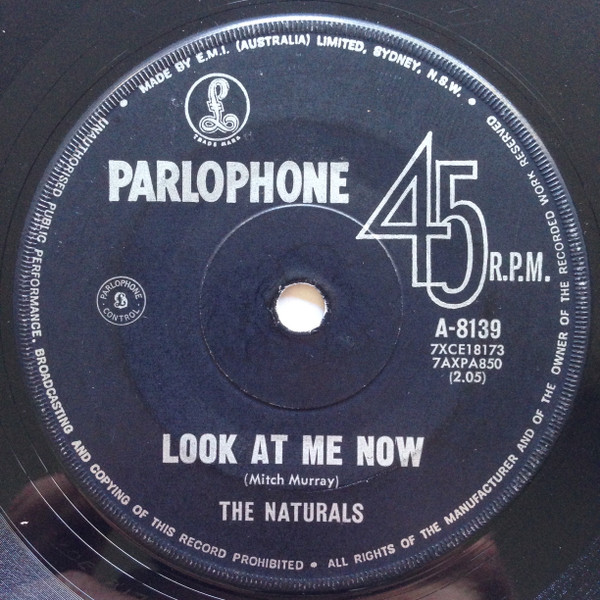 MADE BY E.M.I. (AUSTRALIA) LIMITED, SYDNEY, N.S.W. •
£
TRADE MARK
PARLOPHONE
45
R.P.M.
PARLOPHONE
£
CONTROL
A-8139
7XCE18173
7AXPA850
(2.05)
LOOK AT ME NOW
(Mitch Murray)
THE NATURALS
UNAUTHORISED PUBLIC PERFORMANCE, BROADCASTING AND COPYING OF THIS RECORD PROHIBITED • ALL RIGHTS OF THE MANUFACTURER AND OF THE OWNER OF THE RECORDED WORK RESERVED •